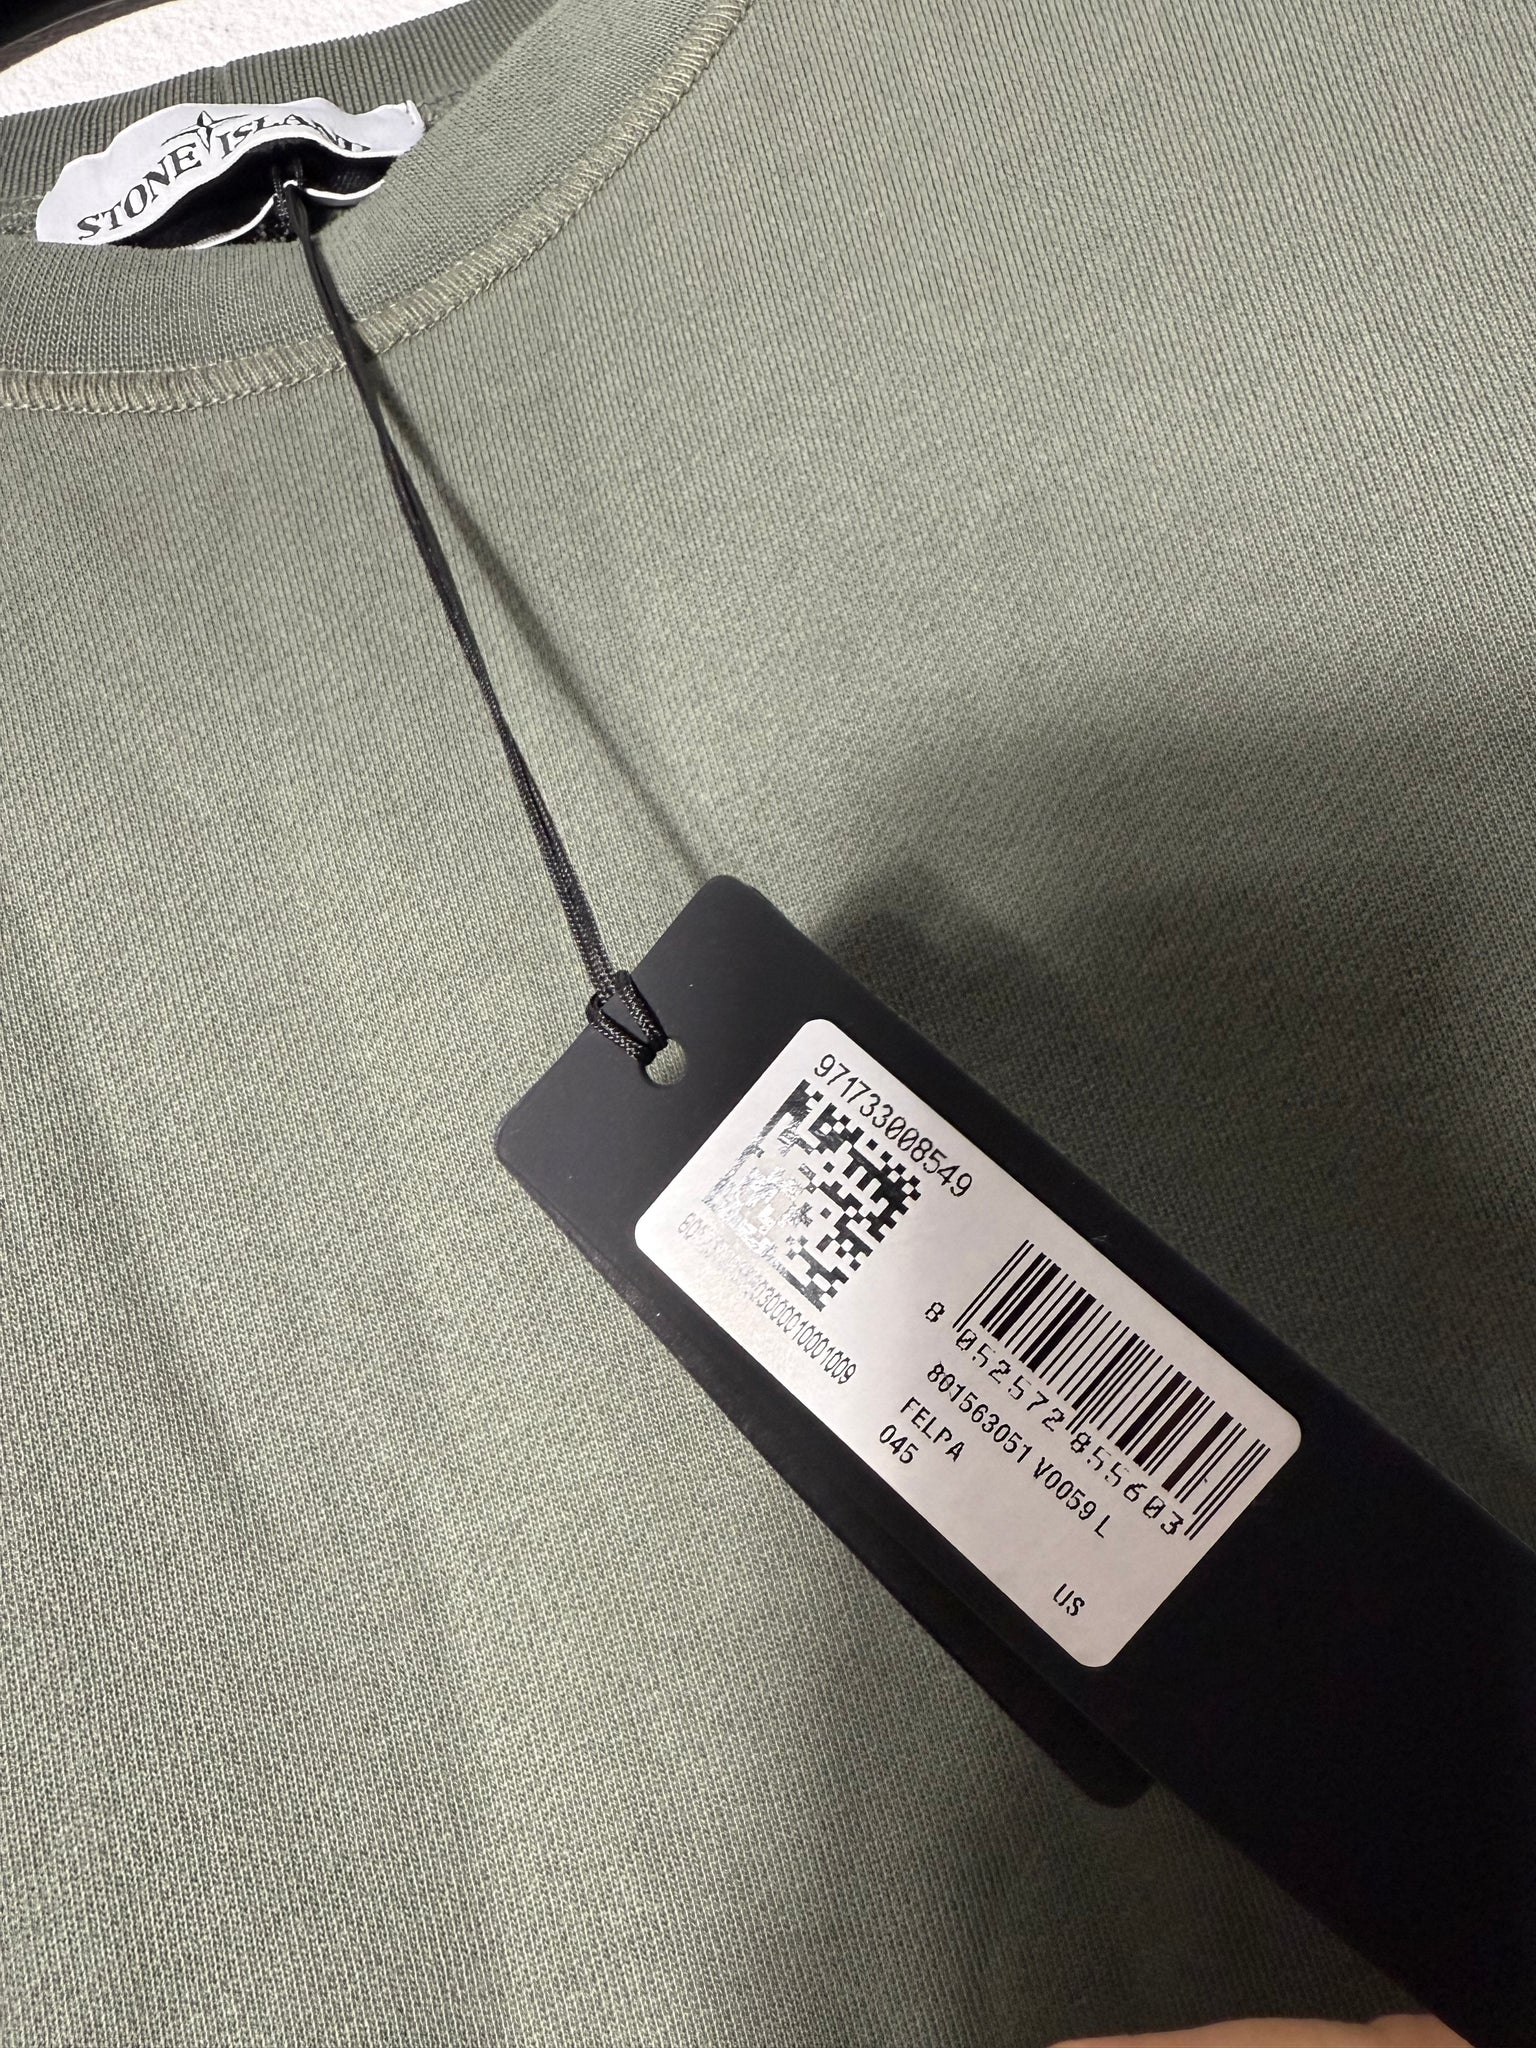 STONE ISLAND
971733008549
8 052572 855603
801563051 V0059 L
FELPA
045
US